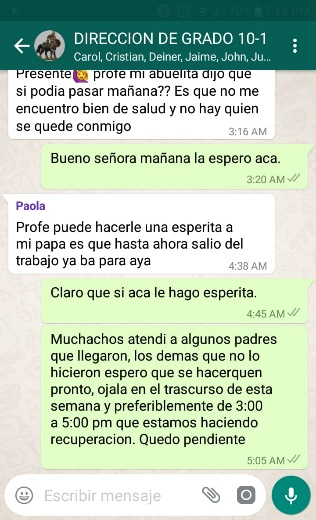 70% 7:18 P.M.
DIRECCION DE GRADO 10-1
Carol, Cristian, Deiner, Jaime, John, Ju...
Presente🙋 profe mi abuelita dijo que
si podia pasar mañana?? Es que no me
encuentro bien de salud y no hay quien
se quede conmigo
3:16 AM
Bueno señora mañana la espero aca.
3:20 AM
Paola
Profe puede hacerle una esperita a
mi papa es que hasta ahora salio del
trabajo ya ba para aya
4:38 AM
Claro que si aca le hago esperita.
4:45 AM
Muchachos atendi a algunos padres
que llegaron, los demas que no lo
hicieron espero que se hacerquen
pronto, ojala en el trascurso de esta
semana y preferiblemente de 3:00
a 5:00 pm que estamos haciendo
recuperacion. Quedo pendiente
5:05 AM
Escribir mensaje